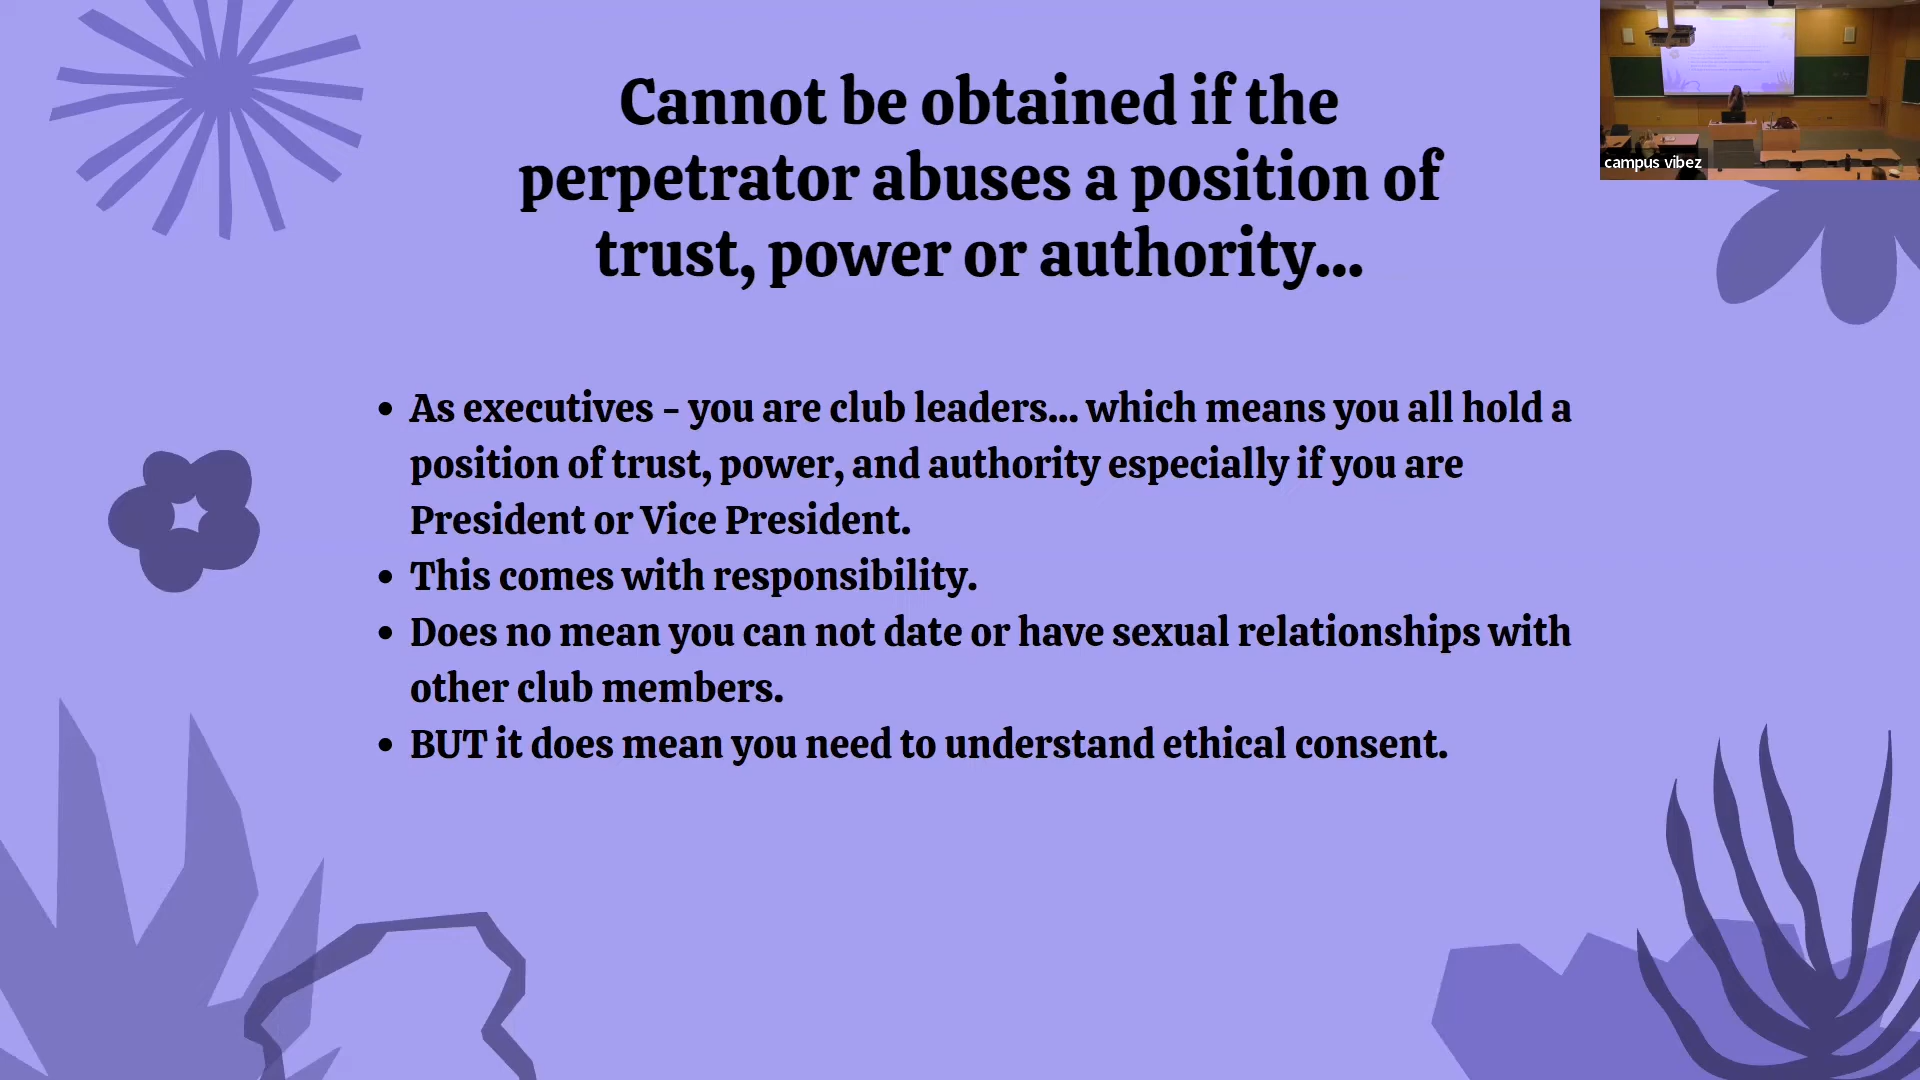 Cannot be obtained if the
perpetrator abuses a position of
trust, power or authority...
• As executives - you are club leaders... which means you all hold a
position of trust, power, and authority especially if you are
President or Vice President.
• This comes with responsibility.
• Does no mean you can not date or have sexual relationships with
other club members.
• BUT it does mean you need to understand ethical consent.
campus vibez